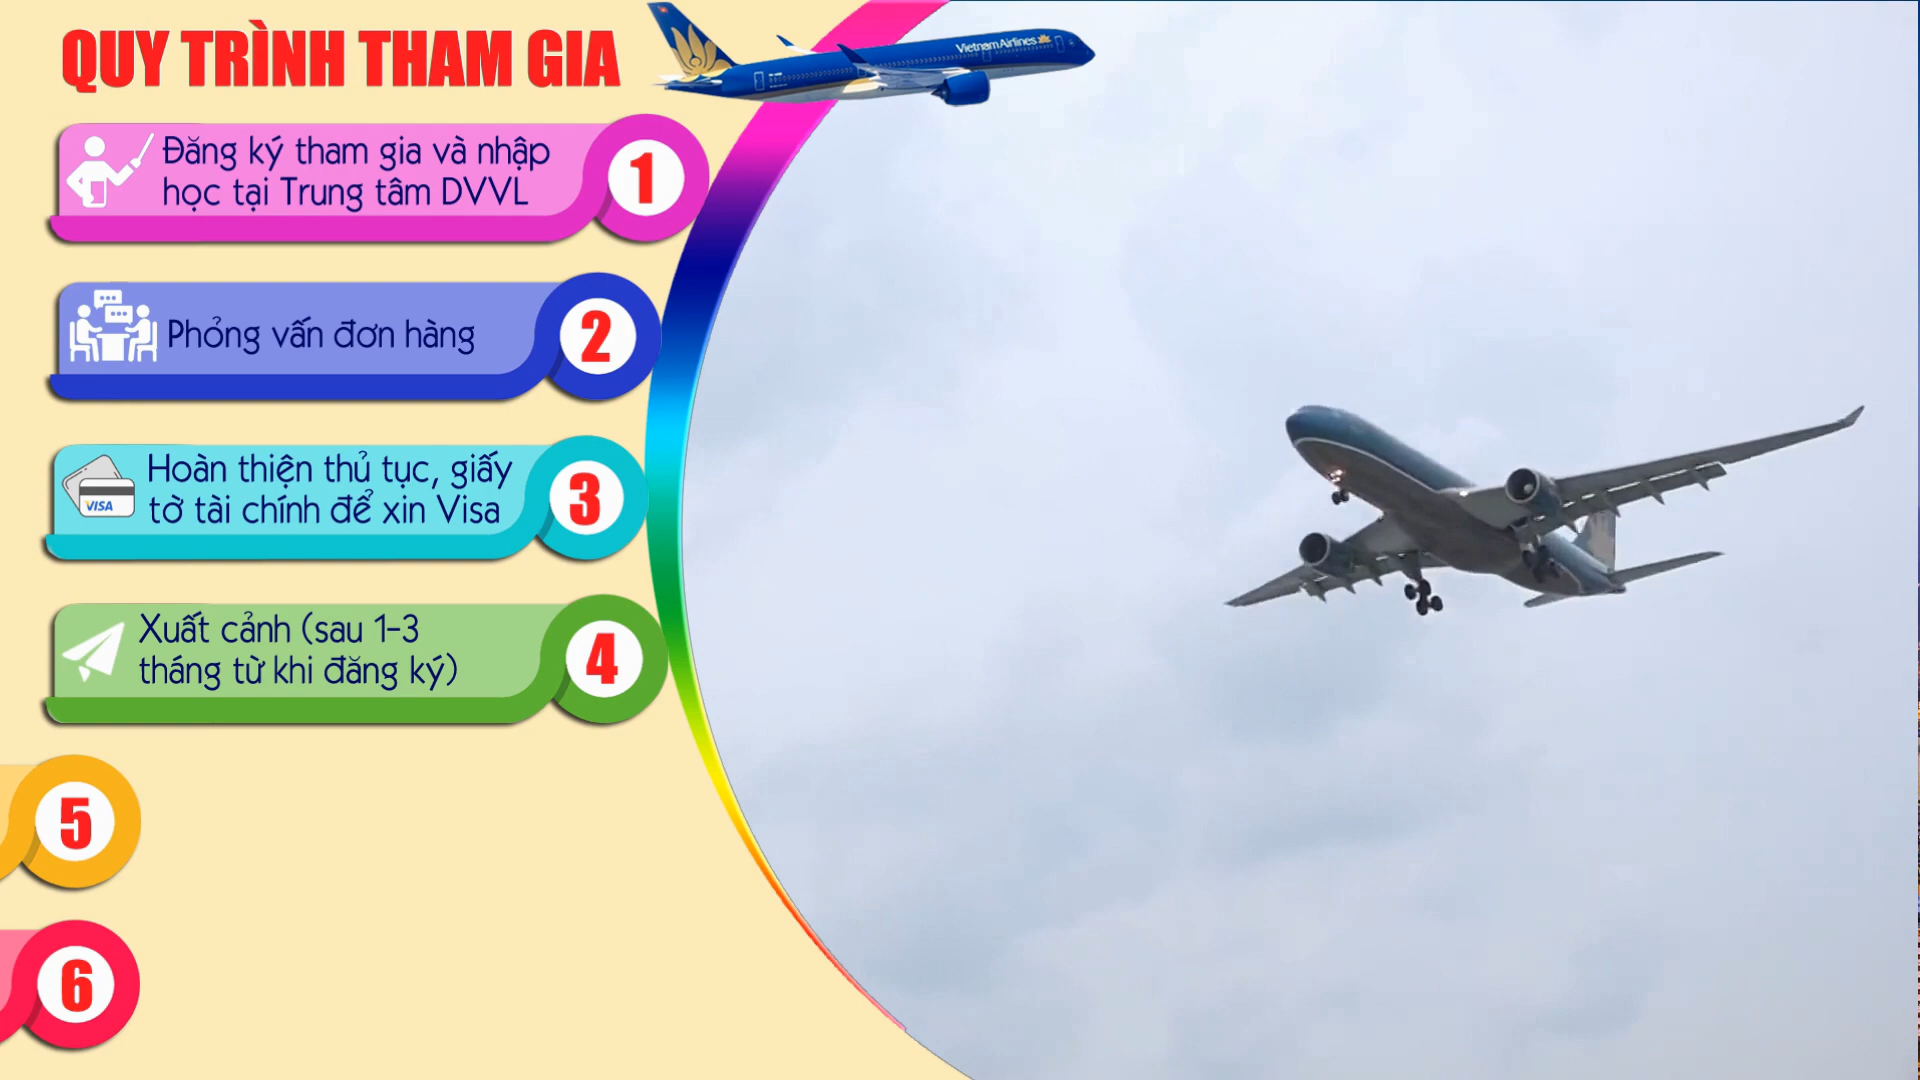 QUY TRÌNH THAM GIA
Vietnam Airlines
Đăng ký tham gia và nhập
học tại Trung tâm DVVL
1
Phỏng vấn đơn hàng
2
VISA
Hoàn thiện thủ tục, giấy
tờ tài chính để xin Visa
3
Xuất cảnh (sau 1-3
tháng từ khi đăng ký)
4
5
6